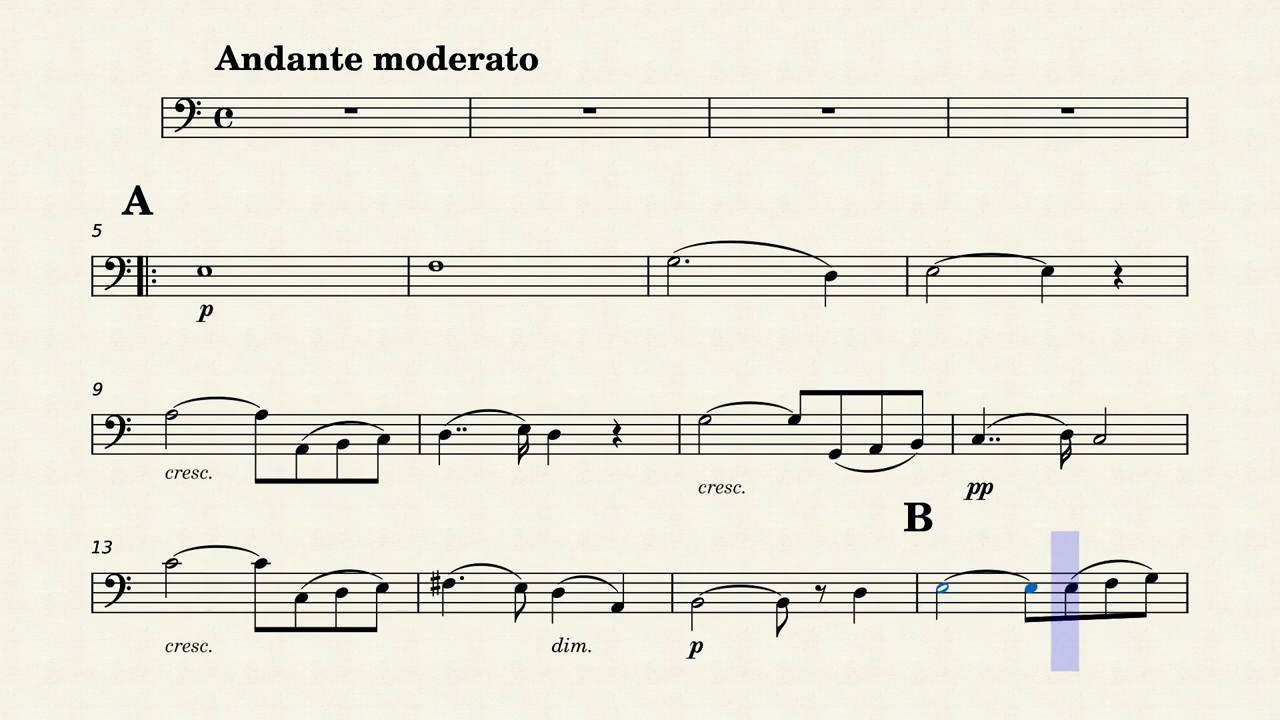 Andante moderato
A
5
p
9
cresc.
cresc.
pp
B
13
cresc.
dim.
p